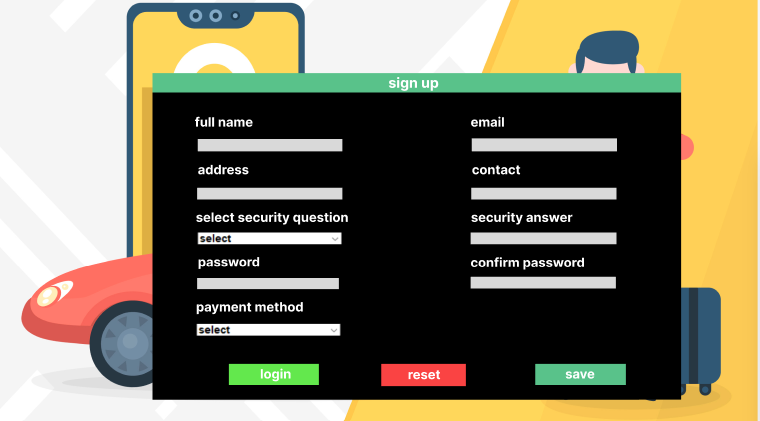 sign up
full name
email
address
contact
select security question
security answer
select
password
confirm password
payment method
select
login
reset
save